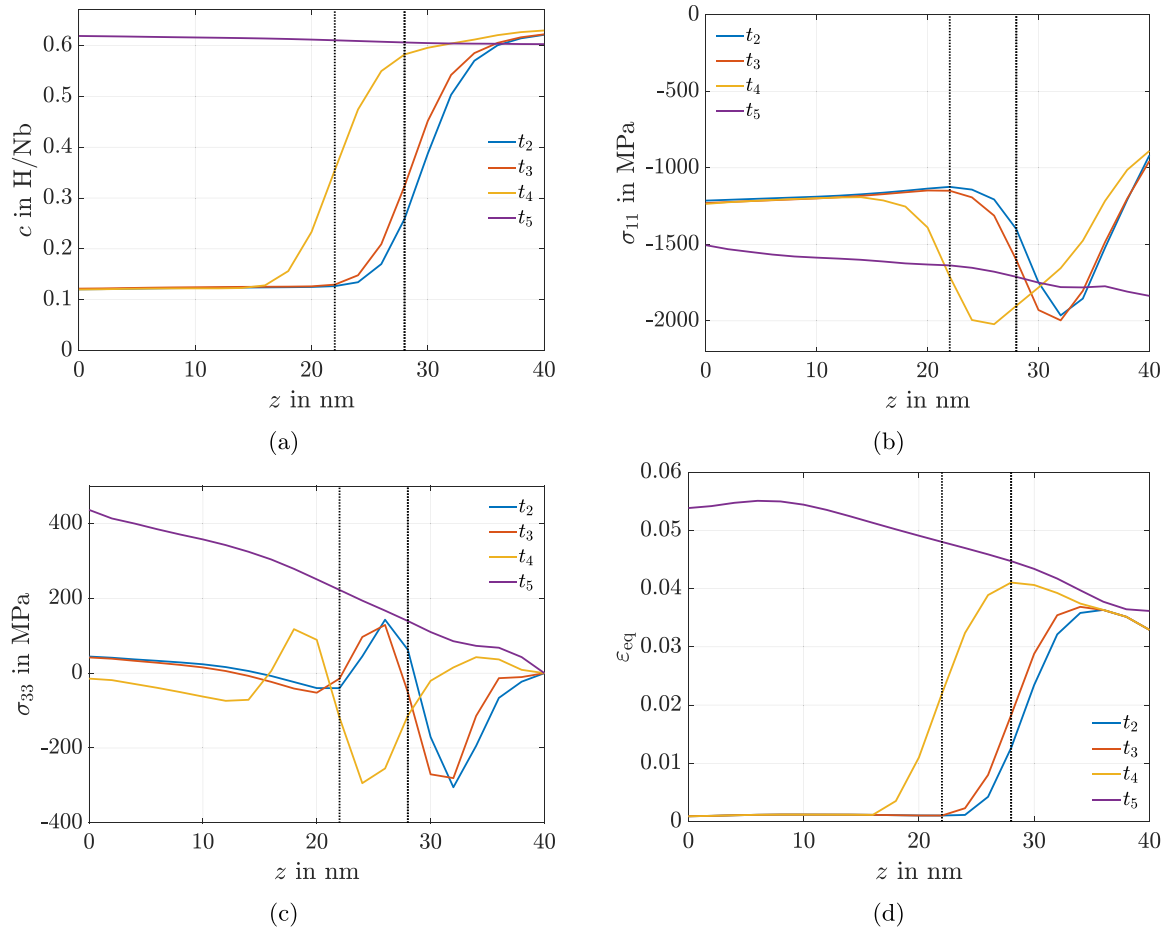 0.6
0.5
0.4
0.3
0.2
0.1
0
c in H/Nb
t2
t3
t4
t5
0 10 20 30 40
z in nm
(a)
0
-500
-1000
-1500
-2000
σ11 in MPa
t2
t3
t4
t5
0 10 20 30 40
z in nm
(b)
400
200
0
-200
-400
σ33 in MPa
t2
t3
t4
t5
0 10 20 30 40
z in nm
(c)
0.06
0.05
0.04
0.03
0.02
0.01
0
εeq
t2
t3
t4
t5
0 10 20 30 40
z in nm
(d)